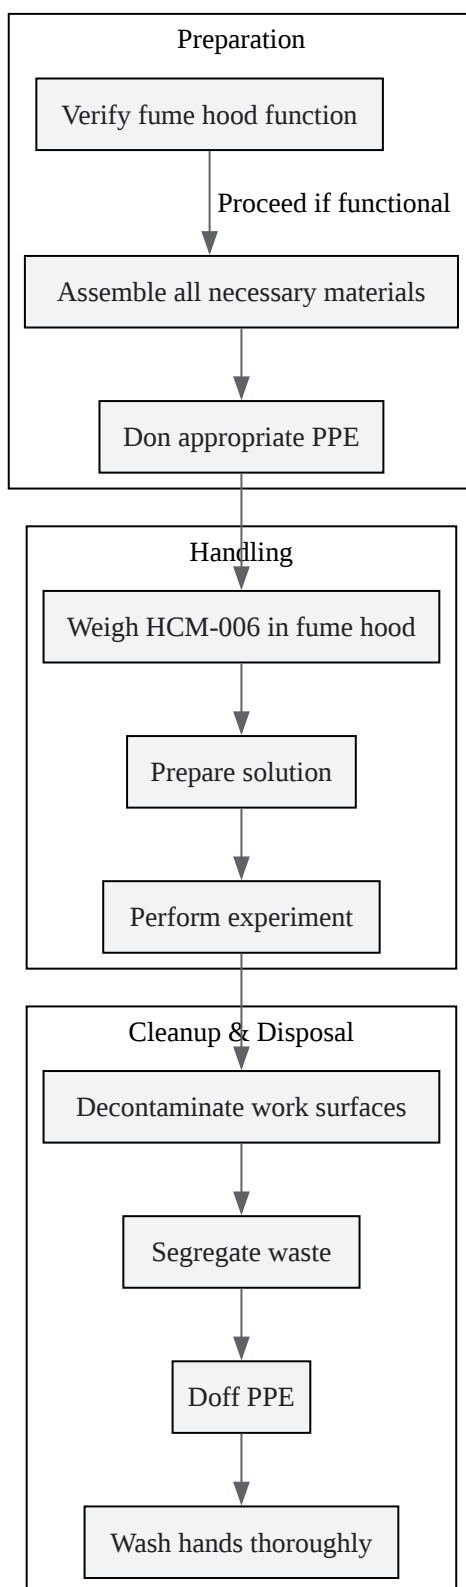 Preparation
Verify fume hood function
Proceed if functional
Assemble all necessary materials
Don appropriate PPE
Handling
Weigh HCM-006 in fume hood
Prepare solution
Perform experiment
Cleanup & Disposal
Decontaminate work surfaces
Segregate waste
Doff PPE
Wash hands thoroughly